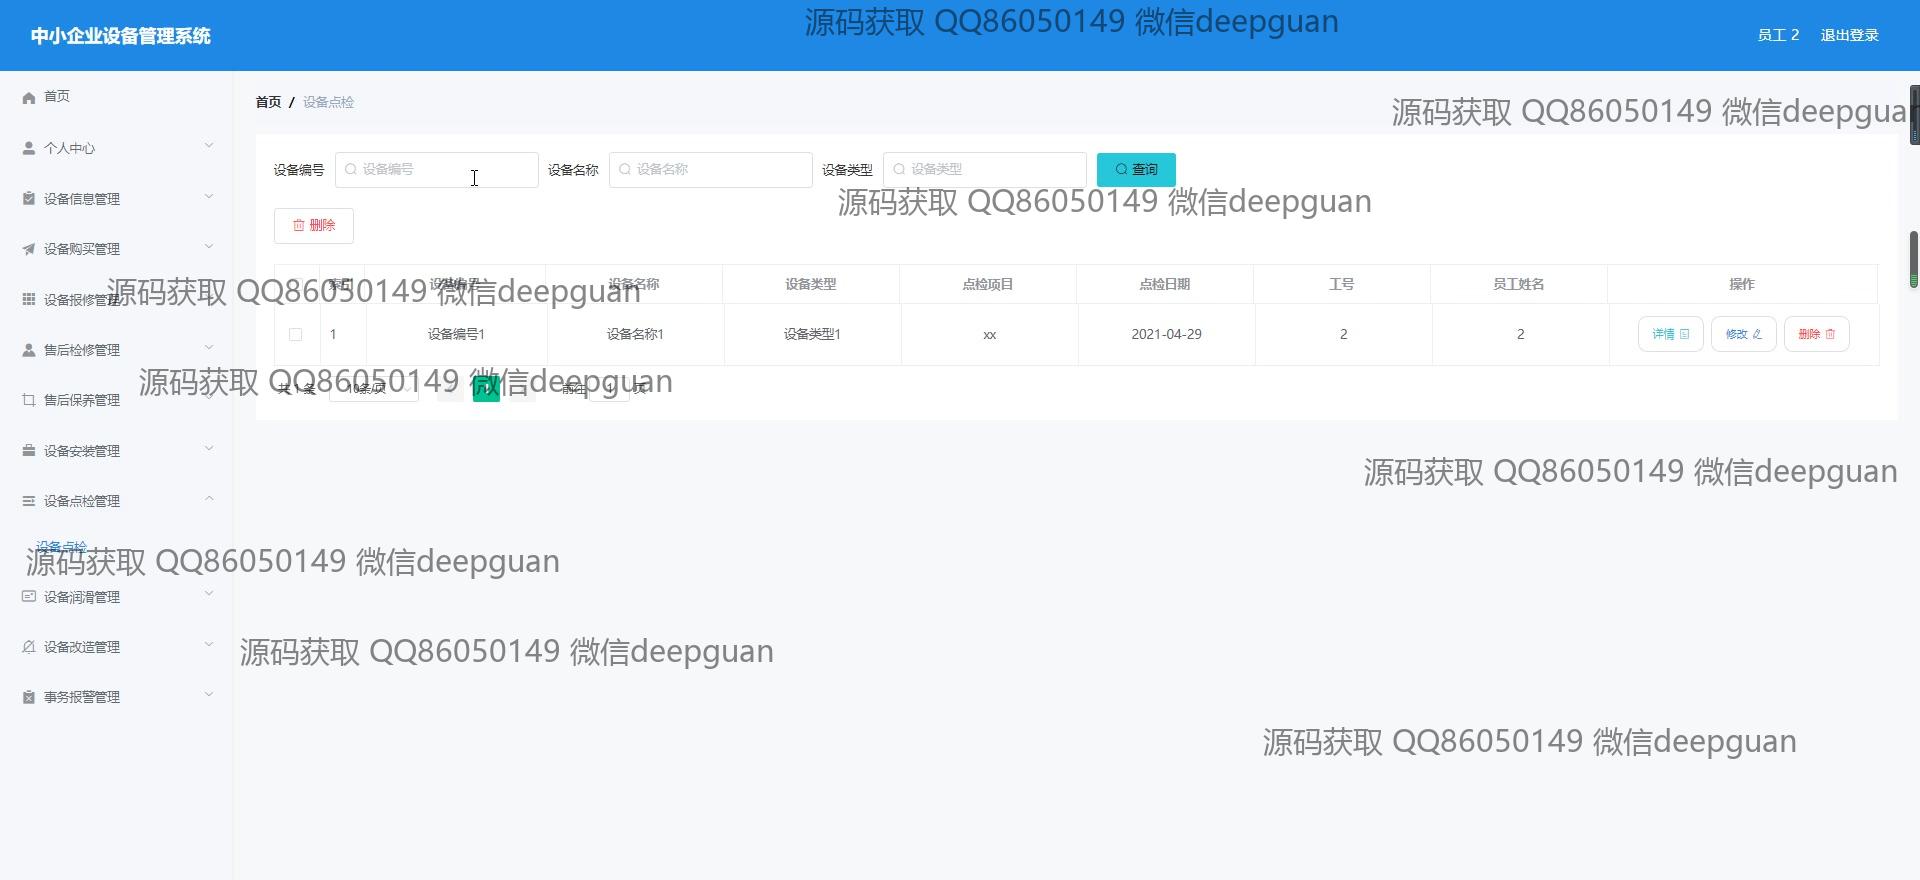 中小企业设备管理系统
源码获取 QQ86050149 微信deepguan
员工 2 退出登录
首页
个人中心
设备信息管理
设备购买管理
设备报修管理
售后检修管理
售后保养管理
设备安装管理
设备点检管理
设备点检
设备润滑管理
设备改造管理
事务报警管理
首页 / 设备点检
源码获取 QQ86050149 微信deepguan
设备编号 设备编号 设备名称 设备名称 设备类型 设备类型 查询
源码获取 QQ86050149 微信deepguan
删除
索引 设备编号 设备名称 设备类型 点检项目 点检日期 工号 员工姓名 操作
源码获取 QQ86050149 微信deepguan
1 设备编号1 设备名称1 设备类型1 xx 2021-04-29 2 2 详情 修改 删除
共 1 条 10条/页 前往 1 页
源码获取 QQ86050149 微信deepguan
源码获取 QQ86050149 微信deepguan
源码获取 QQ86050149 微信deepguan
源码获取 QQ86050149 微信deepguan
源码获取 QQ86050149 微信deepguan